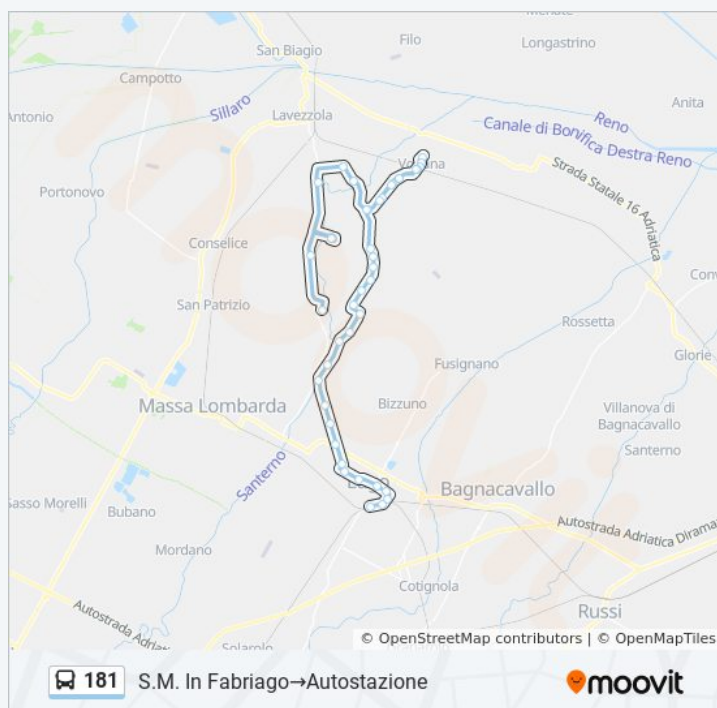 Filo
Menate
Longastrino
San Biagio
Campotto
Anita
Reno
Sillaro
Antonio
Lavezzola
Canale di Bonifica Destra Reno
Portonovo
Strada Statale 16 Adriatica
Conselice
San Patrizio
Rossetta
Glorie
Fusignano
Massa Lombarda
Bizzuno
Villanova di
Bagnacavallo
Santerno
Santerno
Sasso Morelli
Bubano
Bagnacavallo
Mordano
Autostrada Adriatica Dirama
Cotignola
Russi
Autostrada Adriatica
Solarolo
© OpenStreetMap contributors | © OpenMapTiles
181 S.M. In Fabriago→Autostazione
moovit